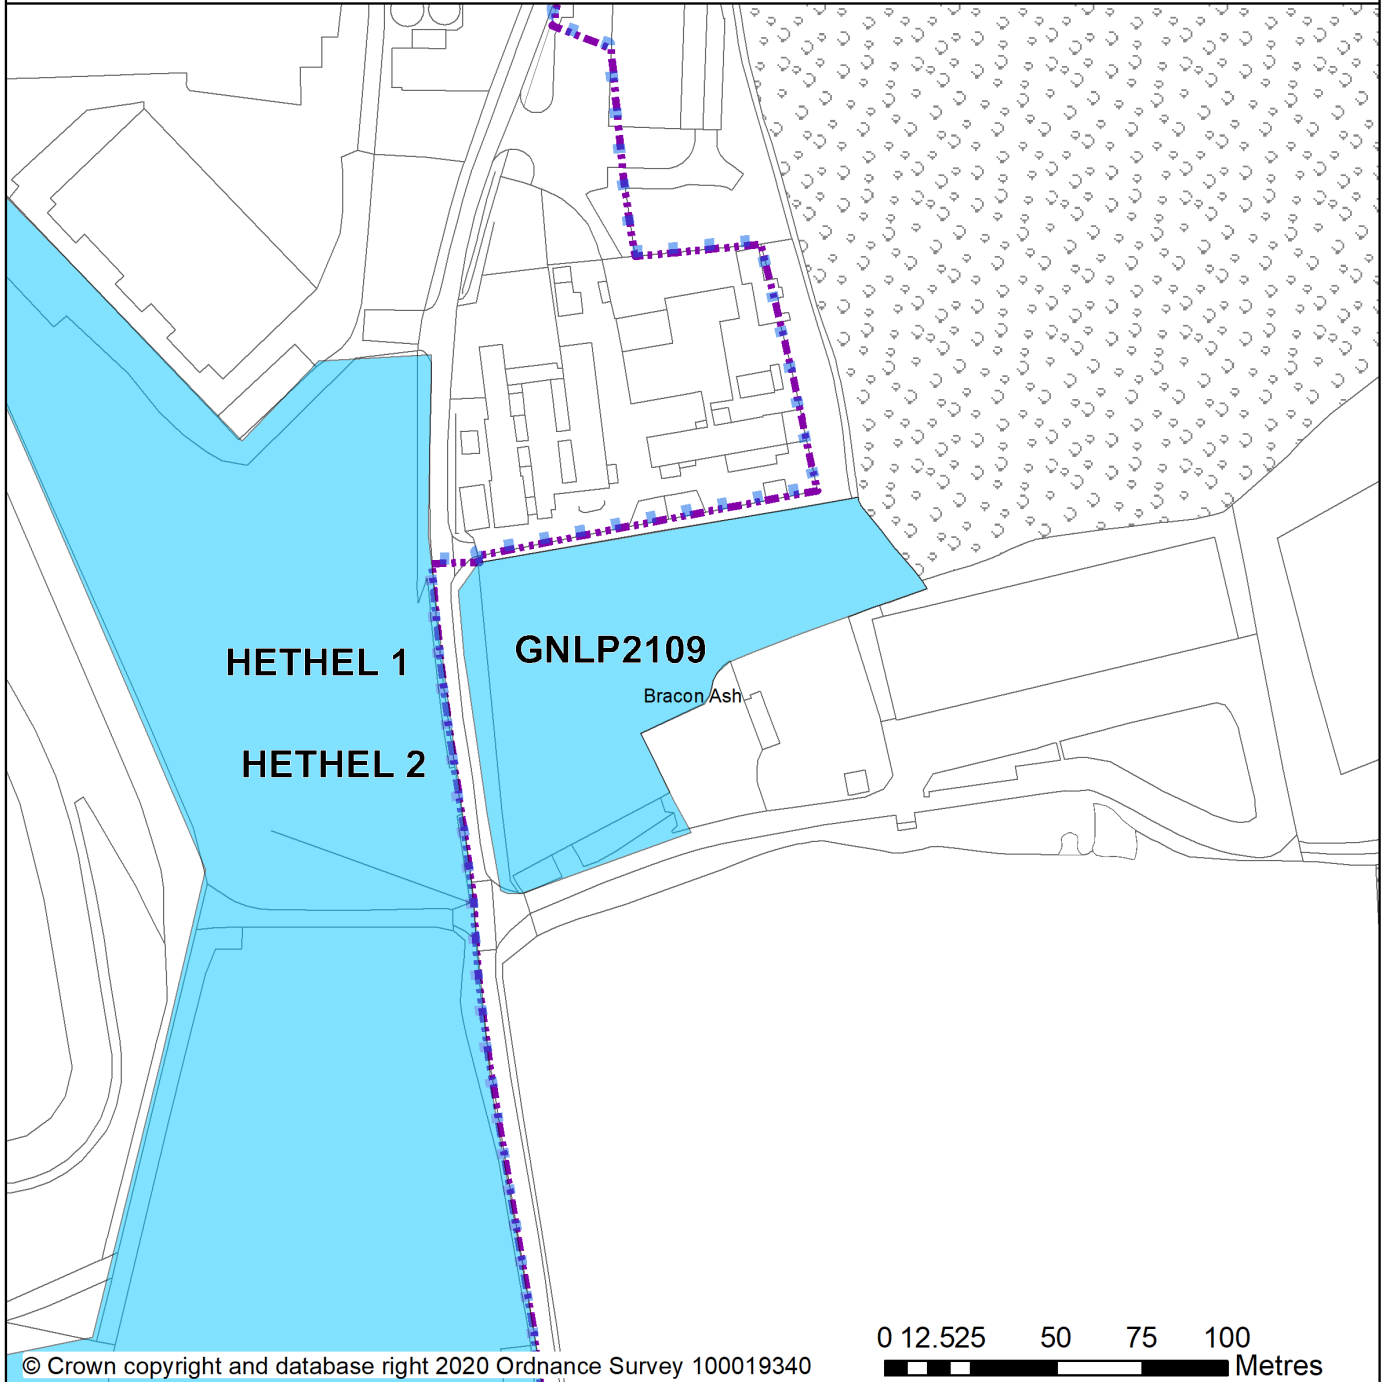 HETHEL 1
GNLP2109
Bracon Ash
HETHEL 2
0 12.525 50 75 100
Metres
© Crown copyright and database right 2020 Ordnance Survey 100019340